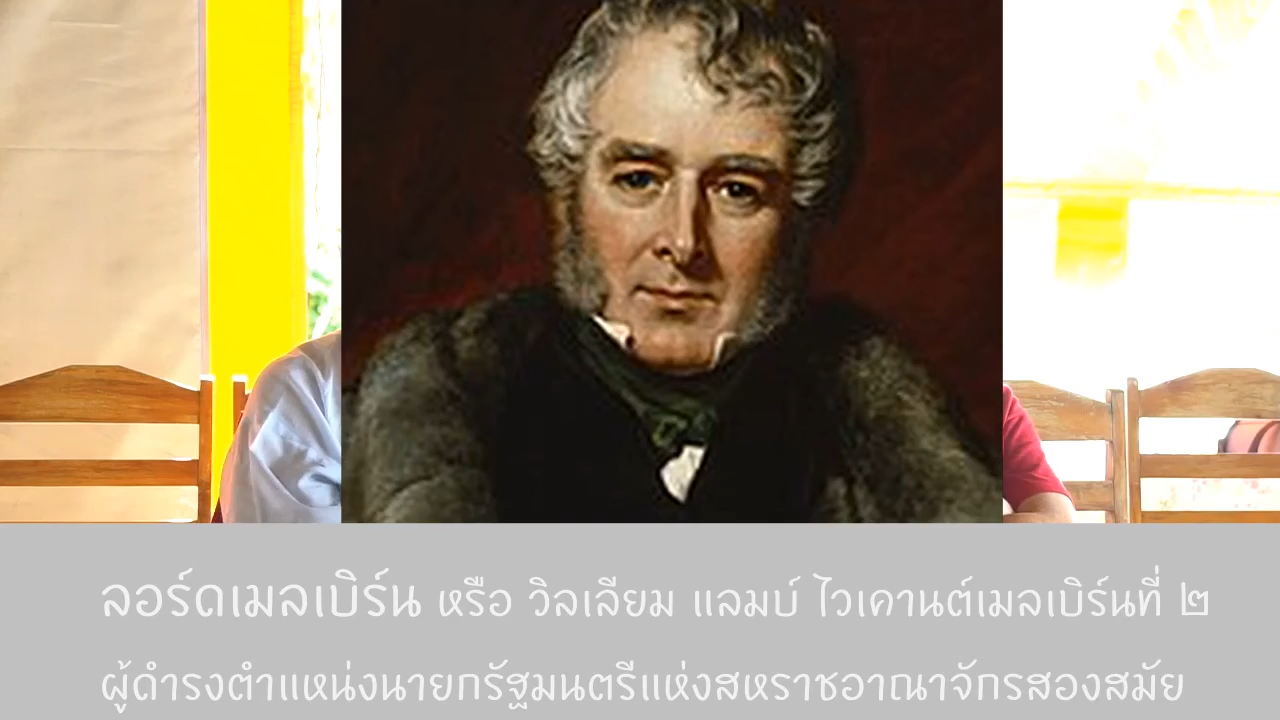 ลอร์ดเมลเบิร์น หรือ วิลเลียม แลมบ์ ไวเคานต์เมลเบิร์นที่ ๒
ผู้ดำรงตำแหน่งนายกรัฐมนตรีแห่งสหราชอาณาจักรสองสมัย